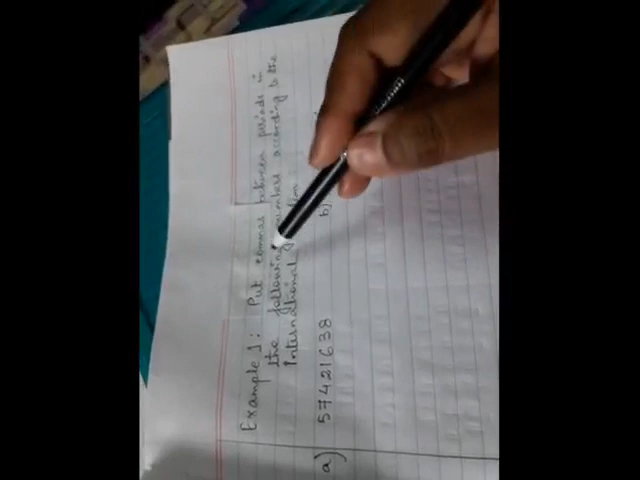 Example 1: Put commas between periods in
the following numbers according to the
International
a) 57421638
b)